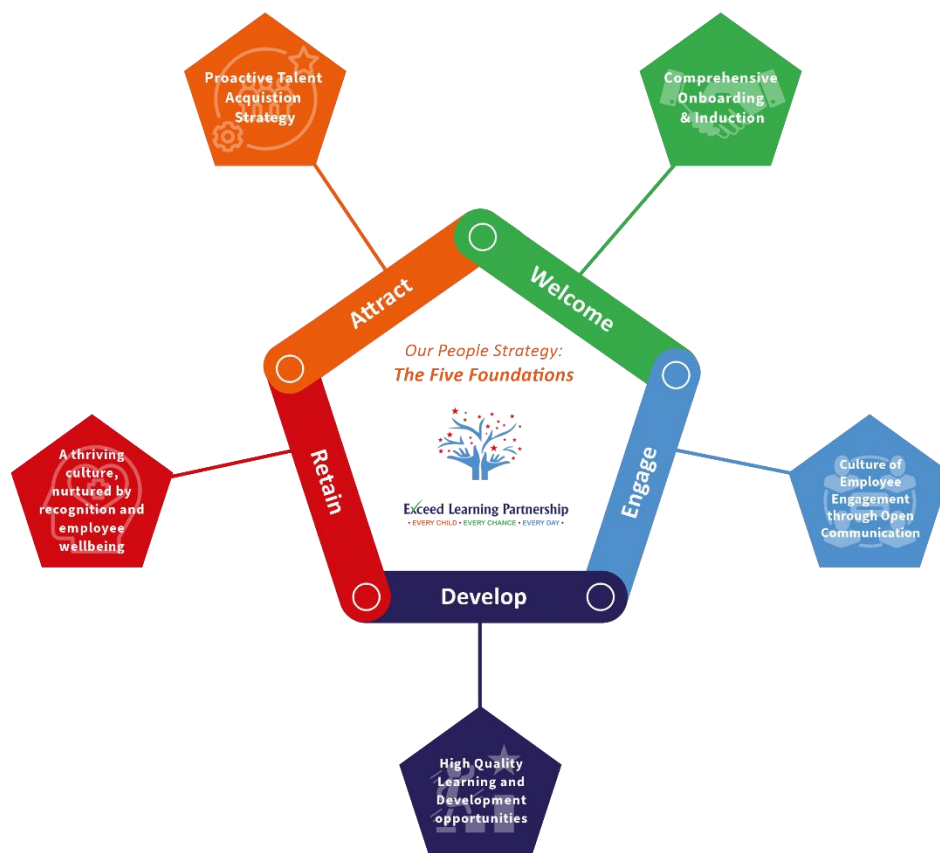 Proactive Talent
Acquistion
Strategy
Comprehensive
Onboarding
& Induction
Attract
Welcome
Our People Strategy:
The Five Foundations
Exceed Learning Partnership
• EVERY CHILD • EVERY CHANCE • EVERY DAY •
Retain
Engage
A thriving
culture,
nurtured by
recognition and
employee
wellbeing
Culture of
Employee
Engagement
through Open
Communication
Develop
High Quality
Learning and
Development
opportunities